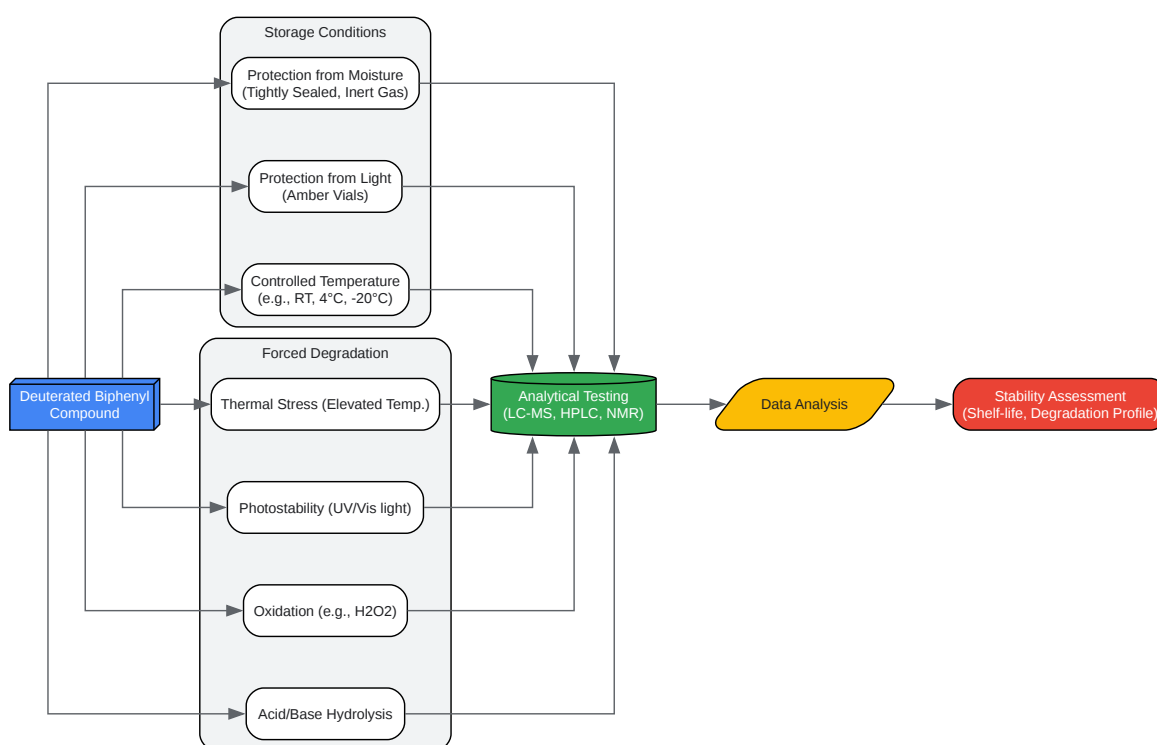 Storage Conditions
Protection from Moisture
(Tightly Sealed, Inert Gas)
Protection from Light
(Amber Vials)
Controlled Temperature
(e.g., RT, 4°C, -20°C)
Forced Degradation
Deuterated Biphenyl
Compound
Thermal Stress (Elevated Temp.)
Analytical Testing
(LC-MS, HPLC, NMR)
Data Analysis
Stability Assessment
(Shelf-life, Degradation Profile)
Photostability (UV/Vis light)
Oxidation (e.g., H2O2)
Acid/Base Hydrolysis